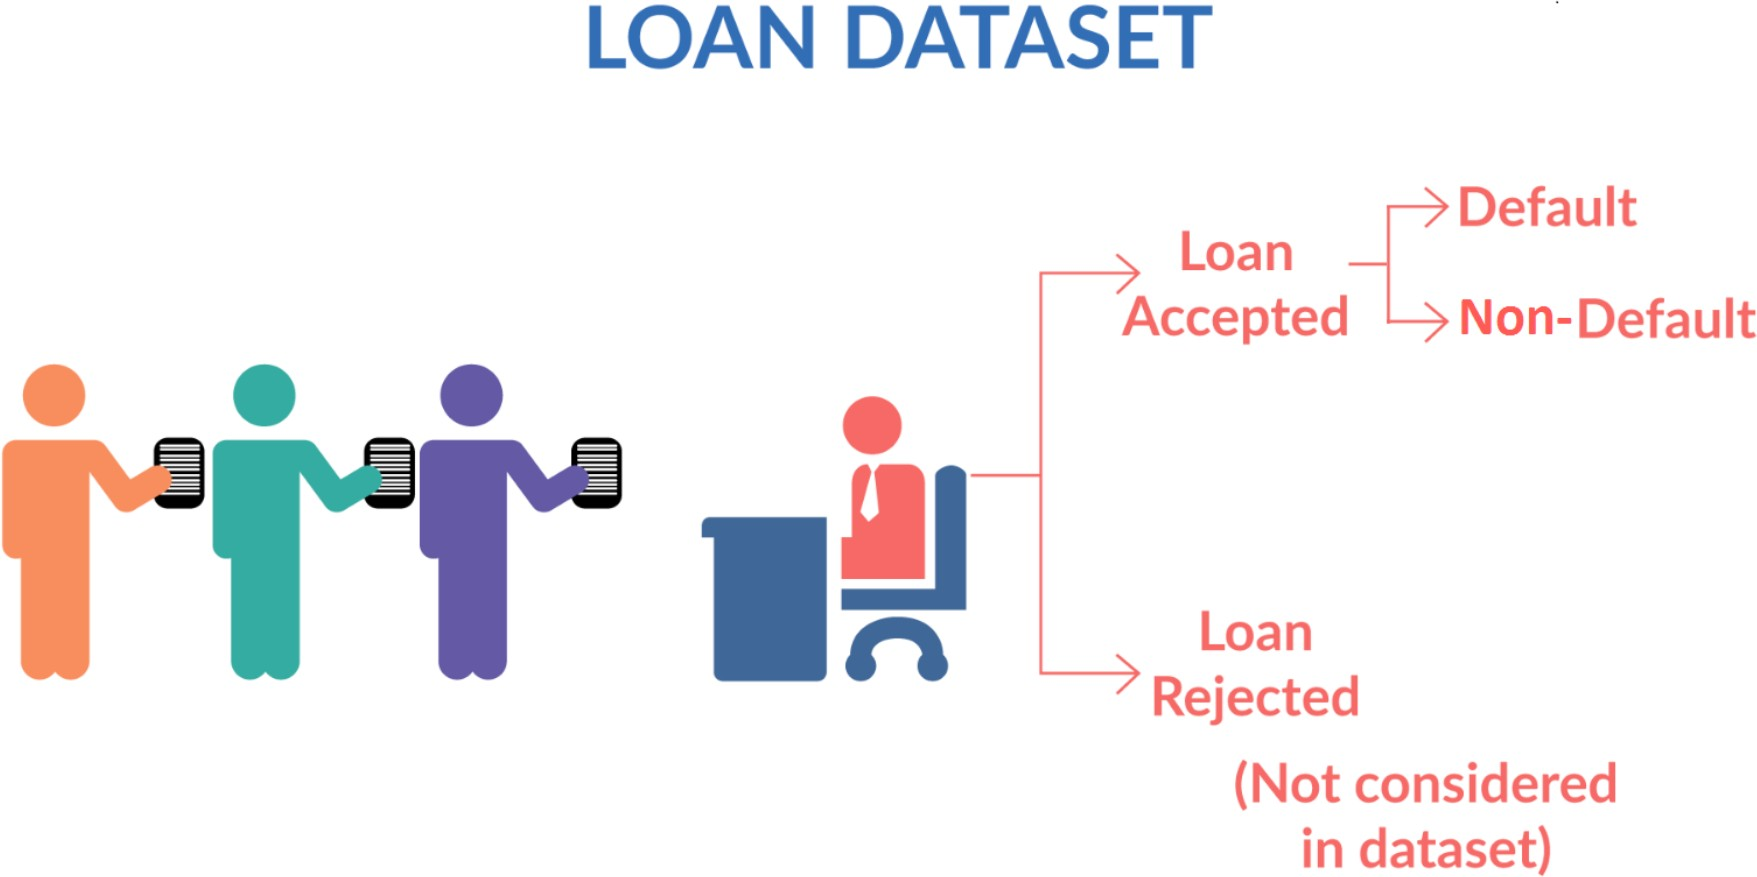 LOAN DATASET
Default
Loan
Accepted
Non-Default
Loan
Rejected
(Not considered
in dataset)